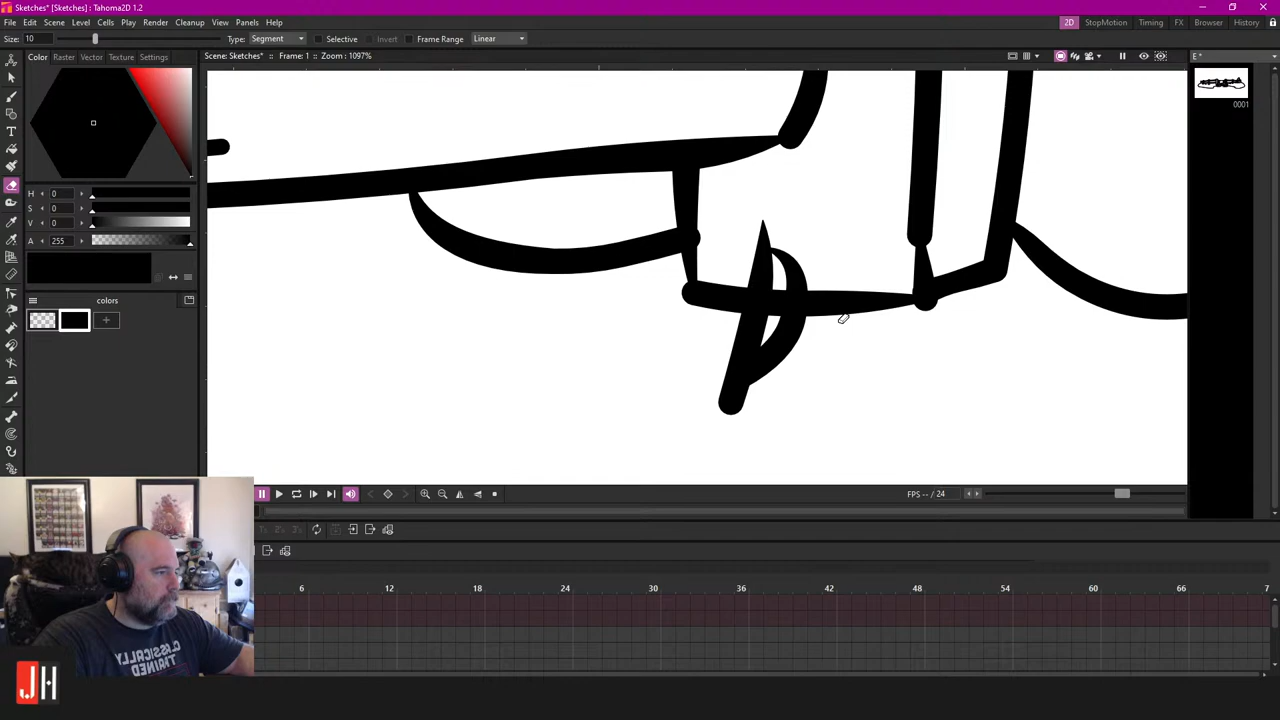 Sketches* [Sketches] : Tahoma2D 1.2
File Edit Scene Level Cells Play Render Cleanup View Panels Help
2D StopMotion Timing FX Browser History
Size: 10 Type: Segment Selective Invert Frame Range Linear
Color Raster Vector Texture Settings
Scene: Sketches* :: Frame: 1 :: Zoom : 1097%
E*
0001
H 0
S 0
V 0
A 255
colors
FPS -- / 24
6 12 18 24 30 36 42 48 54 60 66 7
CLASSICALLY
TRAINED
JH